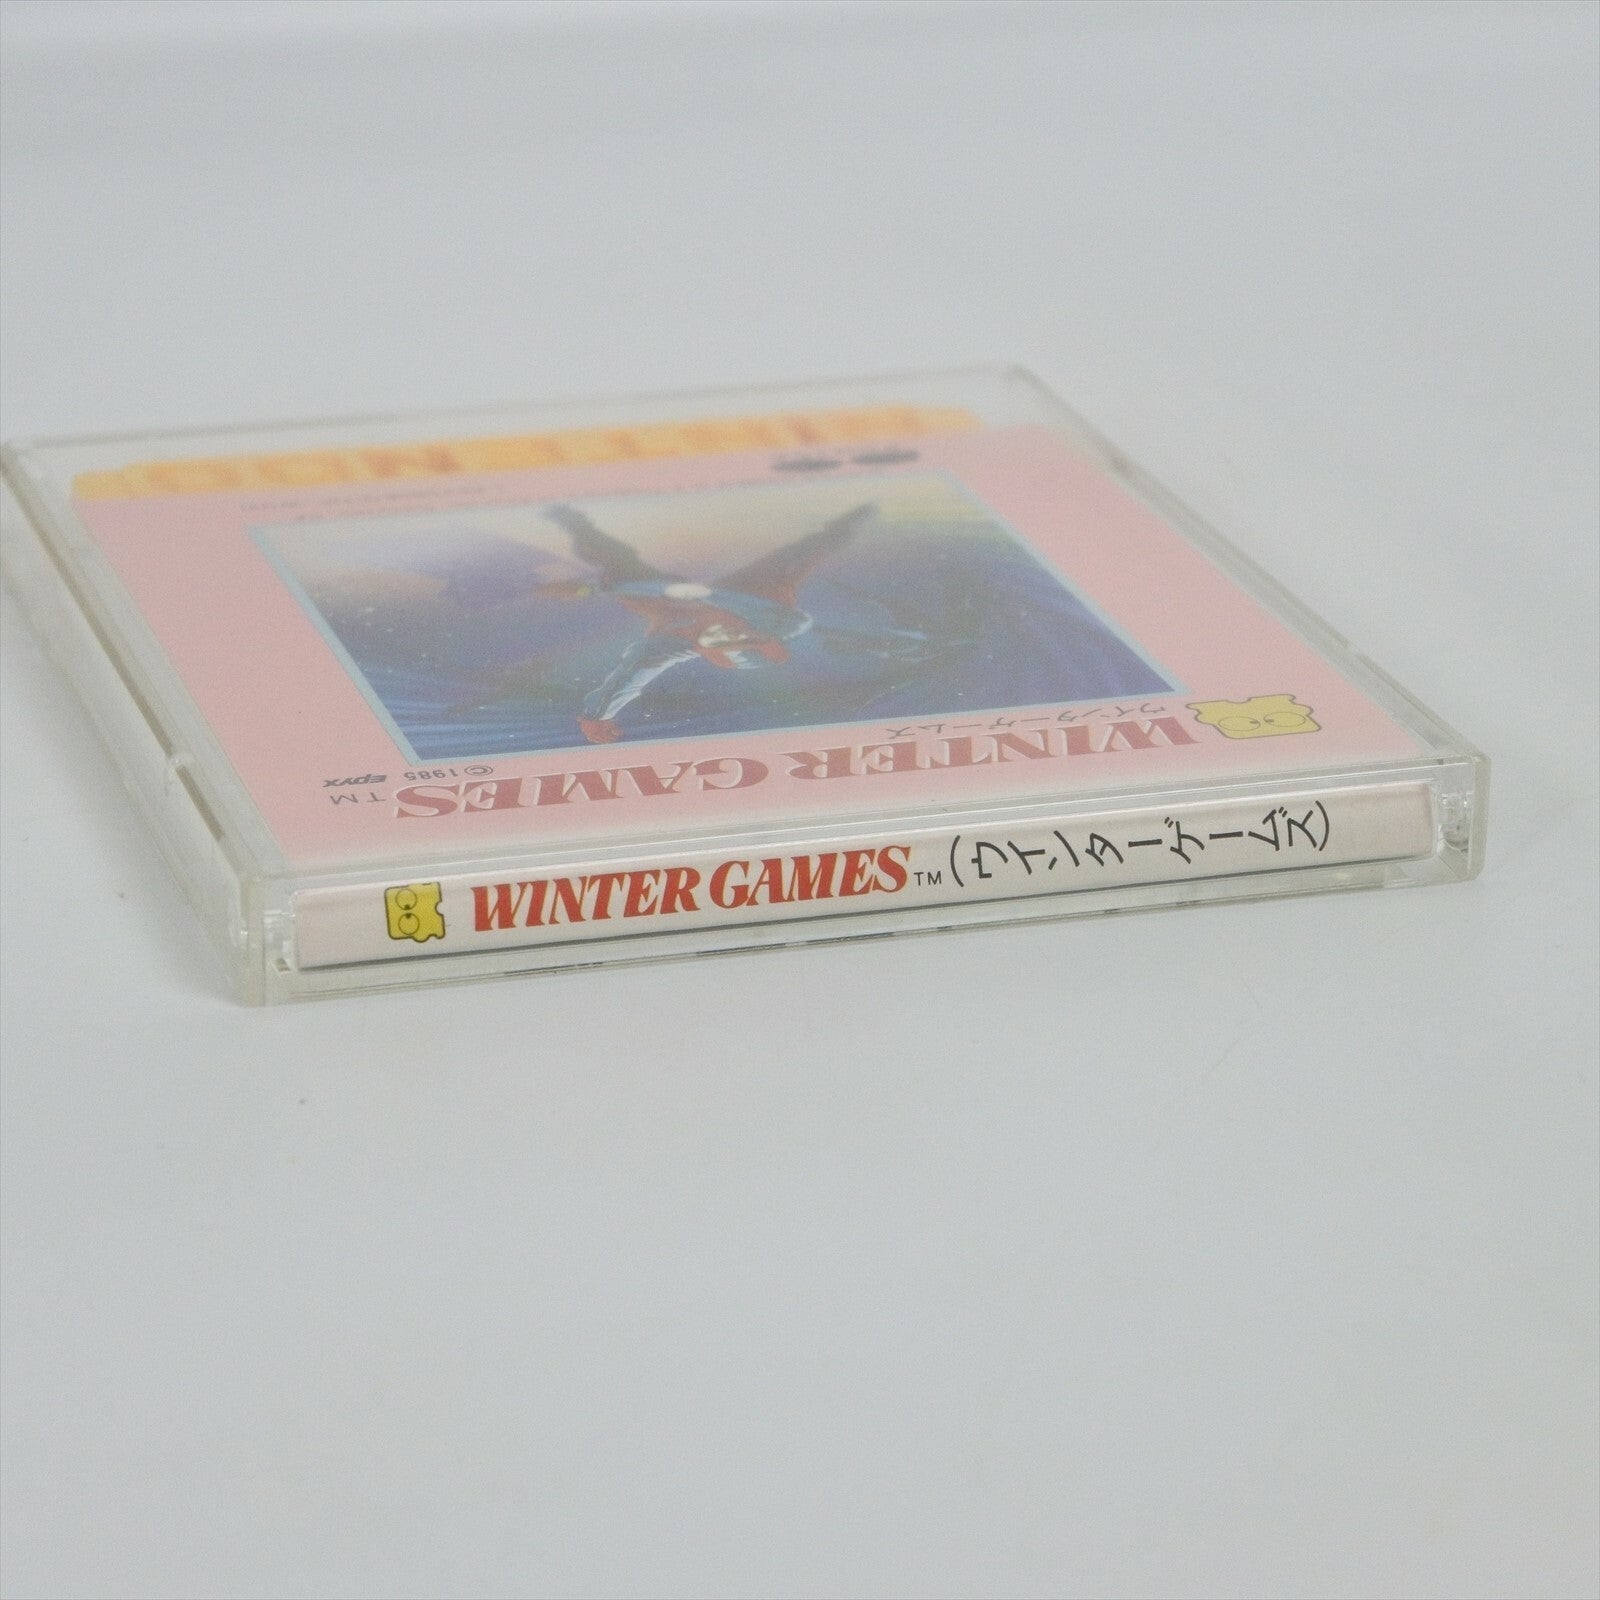 NINTENDO
ウインターゲームズ
WINTER GAMES
TM
© 1985 Epyx
WINTER GAMES TM (ウインターゲームズ)